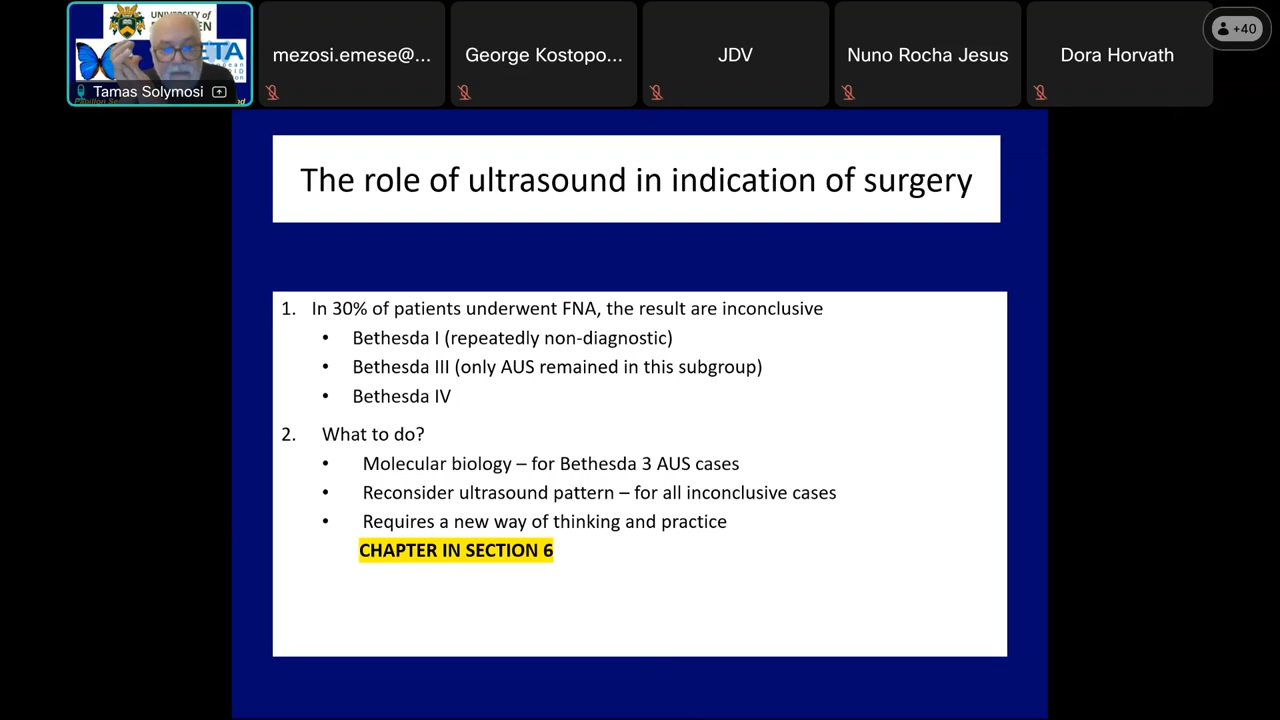 UNIVERSITY of
ETA
Tamas Solymosi
mezosi.emese@...
George Kostopo...
JDV
Nuno Rocha Jesus
Dora Horvath
+40
The role of ultrasound in indication of surgery
1. In 30% of patients underwent FNA, the result are inconclusive
• Bethesda I (repeatedly non-diagnostic)
• Bethesda III (only AUS remained in this subgroup)
• Bethesda IV
2. What to do?
• Molecular biology – for Bethesda 3 AUS cases
• Reconsider ultrasound pattern – for all inconclusive cases
• Requires a new way of thinking and practice
CHAPTER IN SECTION 6